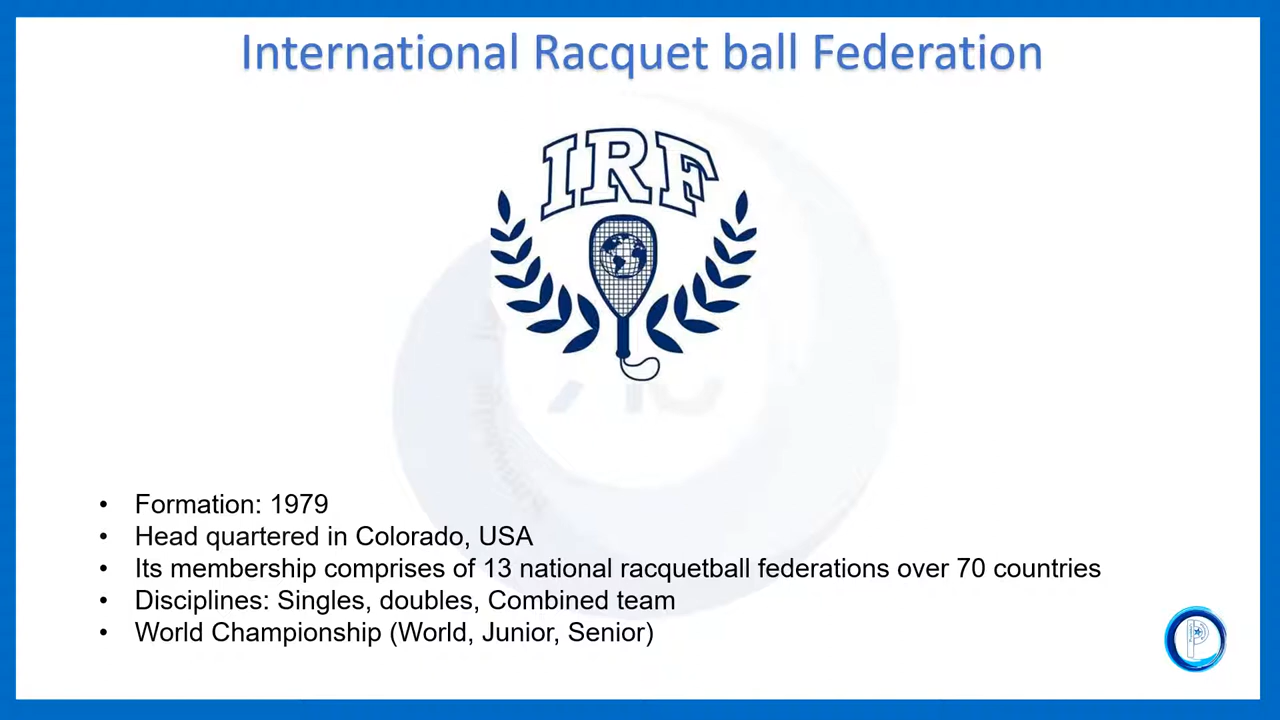 International Racquet ball Federation
IRF
• Formation: 1979
• Head quartered in Colorado, USA
• Its membership comprises of 13 national racquetball federations over 70 countries
• Disciplines: Singles, doubles, Combined team
• World Championship (World, Junior, Senior)
P